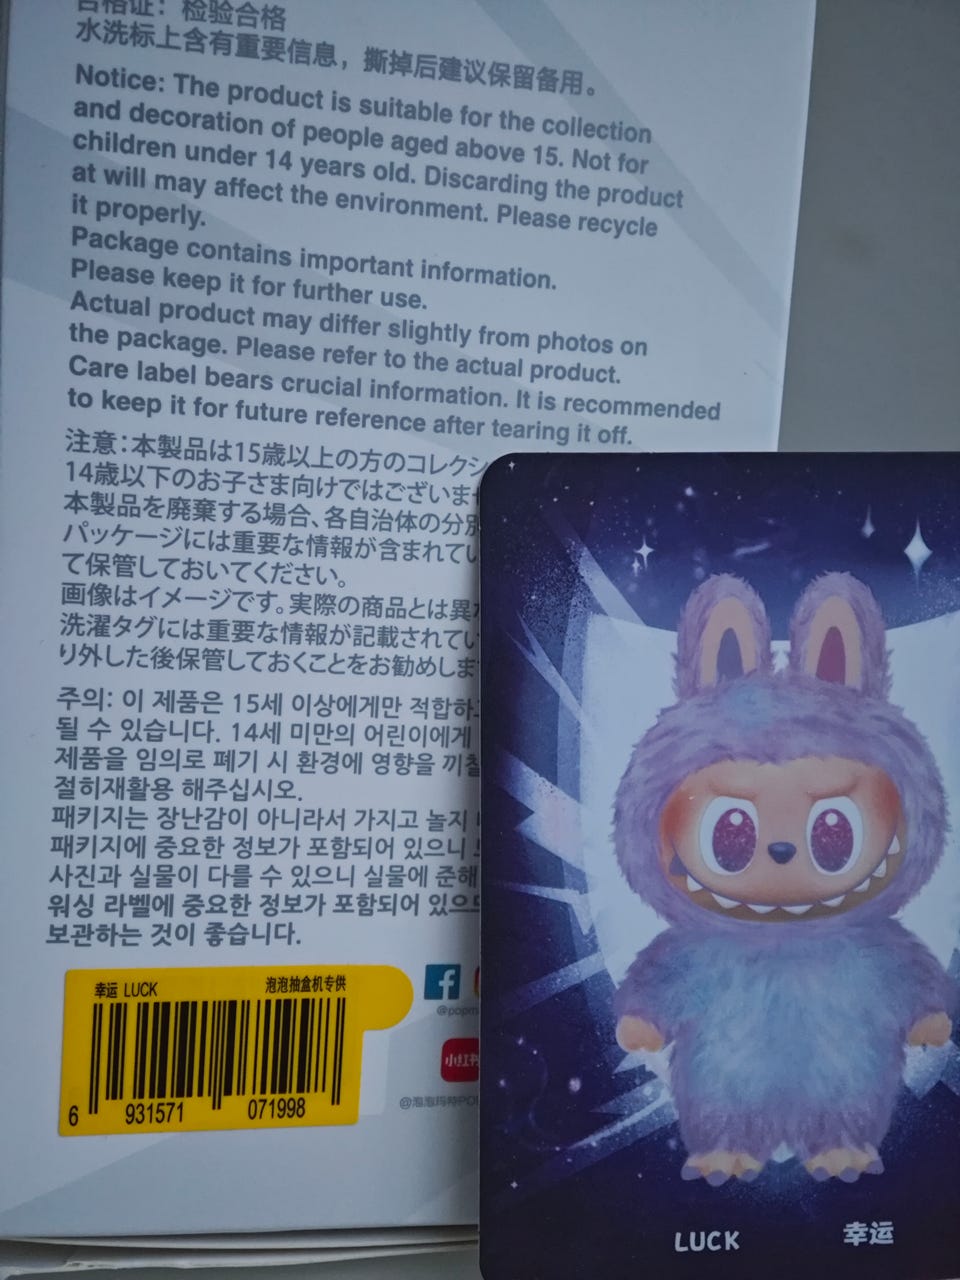 合格证：检验合格
水洗标上含有重要信息，撕掉后建议保留备用。
Notice: The product is suitable for the collection
and decoration of people aged above 15. Not for
children under 14 years old. Discarding the product
at will may affect the environment. Please recycle
it properly.
Package contains important information.
Please keep it for further use.
Actual product may differ slightly from photos on
the package. Please refer to the actual product.
Care label bears crucial information. It is recommended
to keep it for future reference after tearing it off.
注意：本製品は15歳以上の方のコレクシ
14歳以下のお子さま向けではございませ
本製品を廃棄する場合、各自治体の分別
パッケージには重要な情報が含まれてい
て保管しておいてください。
画像はイメージです。実際の商品とは異な
洗濯タグには重要な情報が記載されてい
り外した後保管しておくことをお勧めしま
주의: 이 제품은 15세 이상에게만 적합하
될 수 있습니다. 14세 미만의 어린이에게
제품을 임의로 폐기 시 환경에 영향을 끼칠
절히재활용 해주십시오.
패키지는 장난감이 아니라서 가지고 놀지
패키지에 중요한 정보가 포함되어 있으니
사진과 실물이 다를 수 있으니 실물에 준해
워싱 라벨에 중요한 정보가 포함되어 있으
보관하는 것이 좋습니다.
幸运 LUCK 泡泡抽盒机专供
6 931571 071998
@popm
小红书
@泡泡玛特PO
LUCK 幸运